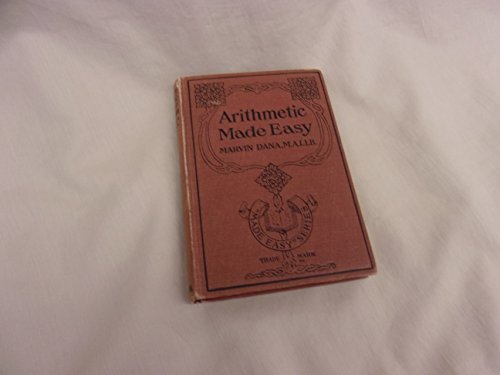 Arithmetic
Made Easy
MARVIN DANA, M.A.LL.B.
MADE EASY SERIES
TRADE MARK